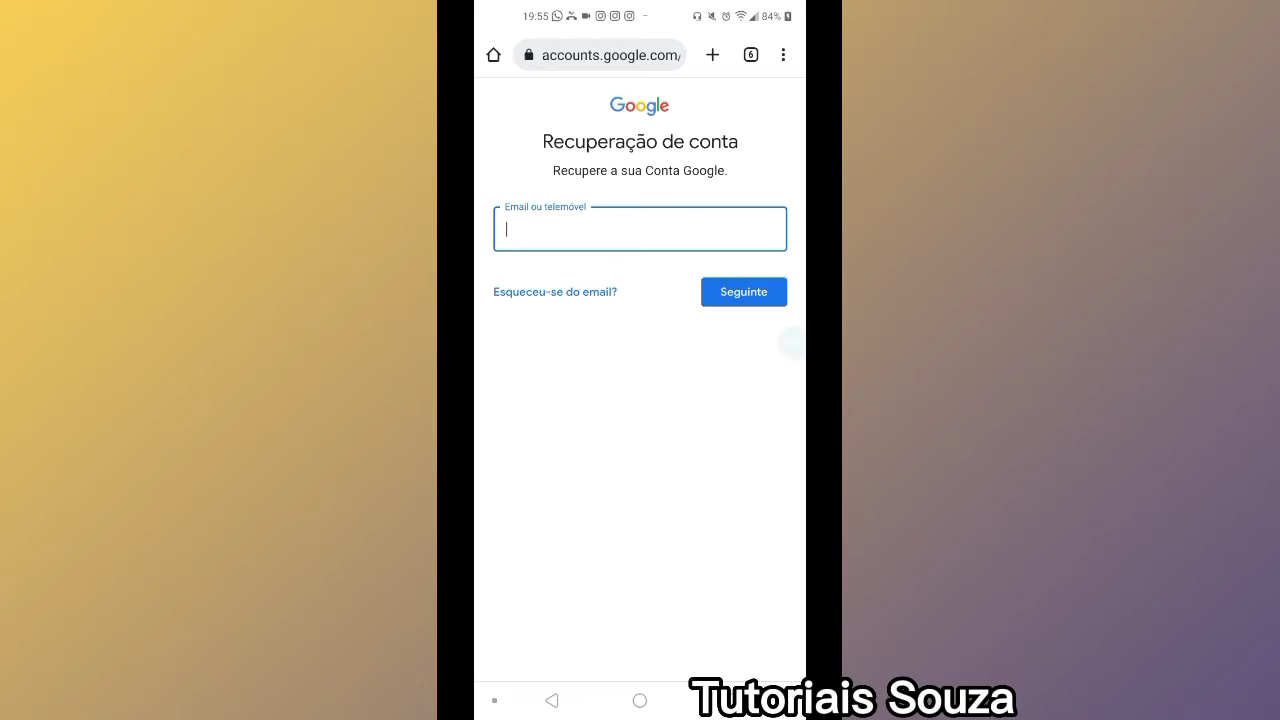 19:55
84%
accounts.google.com/
6
Google
Recuperação de conta
Recupere a sua Conta Google.
Email ou telemóvel
Esqueceu-se do email?
Seguinte
Tutoriais Souza